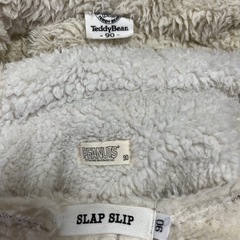 TeddyBear
- 90 -
PEANUTS
90
SLAP SLIP
90